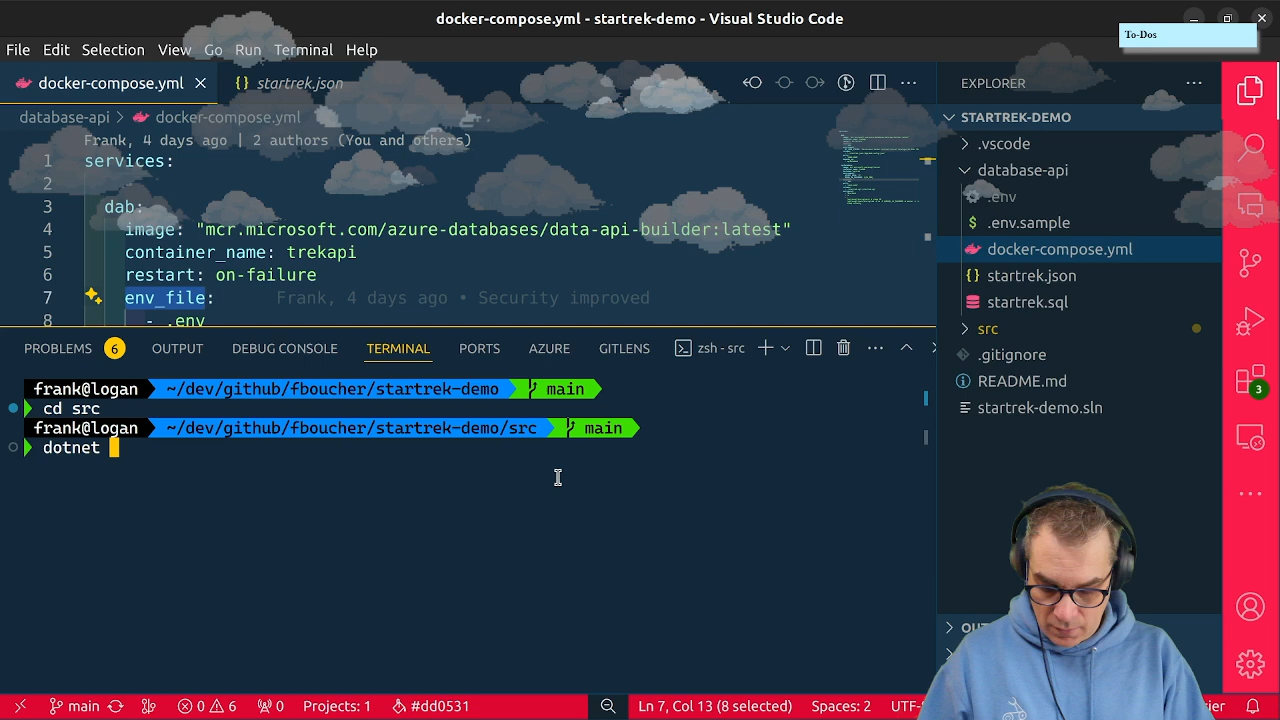 docker-compose.yml - startrek-demo - Visual Studio Code
To-Dos
File Edit Selection View Go Run Terminal Help
docker-compose.yml
{} startrek.json
database-api > docker-compose.yml
Frank, 4 days ago | 2 authors (You and others)
1 services:
2
3 dab:
4 image: "mcr.microsoft.com/azure-databases/data-api-builder:latest"
5 container_name: trekapi
6 restart: on-failure
7 env_file: Frank, 4 days ago • Security improved
8 - .env
EXPLORER
STARTREK-DEMO
.vscode
database-api
.env
$ .env.sample
docker-compose.yml
{} startrek.json
startrek.sql
src
.gitignore
README.md
startrek-demo.sln
3
PROBLEMS 6 OUTPUT DEBUG CONSOLE TERMINAL PORTS AZURE GITLENS zsh - src
frank@logan ~/dev/github/fboucher/startrek-demo main
cd src
frank@logan ~/dev/github/fboucher/startrek-demo/src main
dotnet
main 0 6 0 Projects: 1 #dd0531 Ln 7, Col 13 (8 selected) Spaces: 2